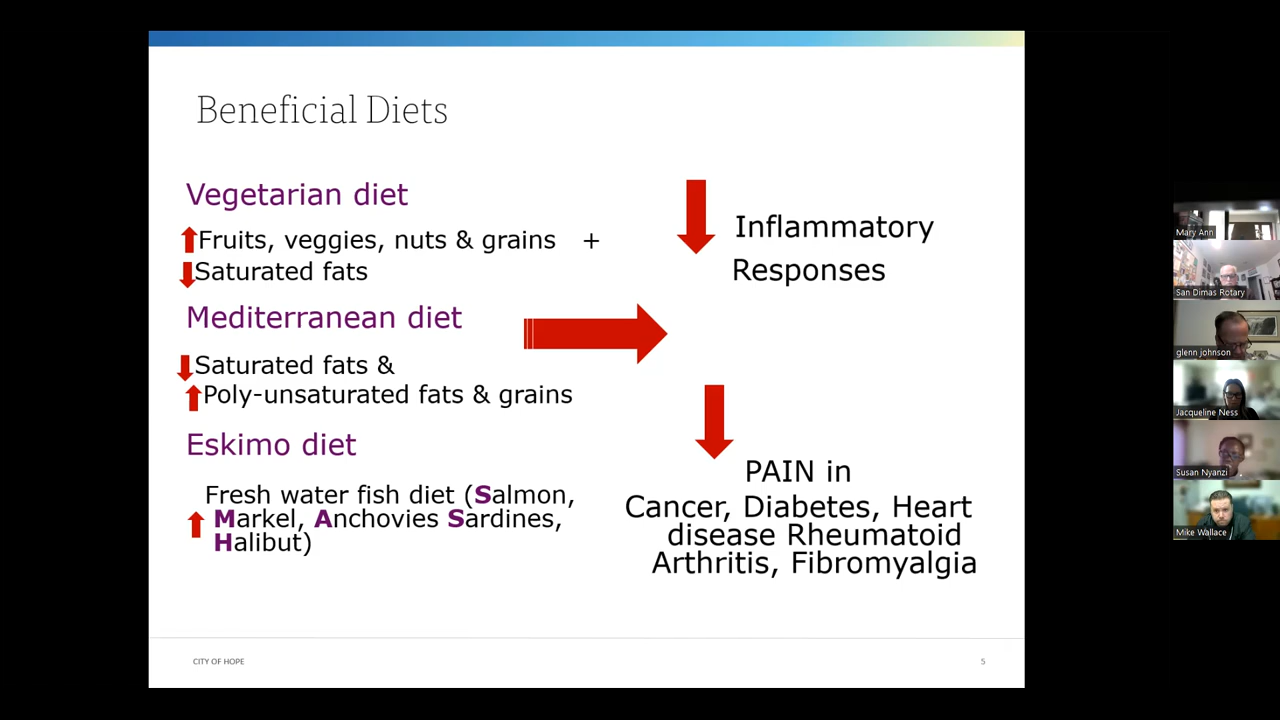 Beneficial Diets
Vegetarian diet
Fruits, veggies, nuts & grains +
Saturated fats
Mediterranean diet
Saturated fats &
Poly-unsaturated fats & grains
Eskimo diet
Fresh water fish diet (Salmon,
Markel, Anchovies Sardines,
Halibut)
Inflammatory
Responses
PAIN in
Cancer, Diabetes, Heart
disease Rheumatoid
Arthritis, Fibromyalgia
CITY OF HOPE
5
Mary Ann
San Dimas Rotary
glenn johnson
Jacqueline Ness
Susan Nyanzi
Mike Wallace